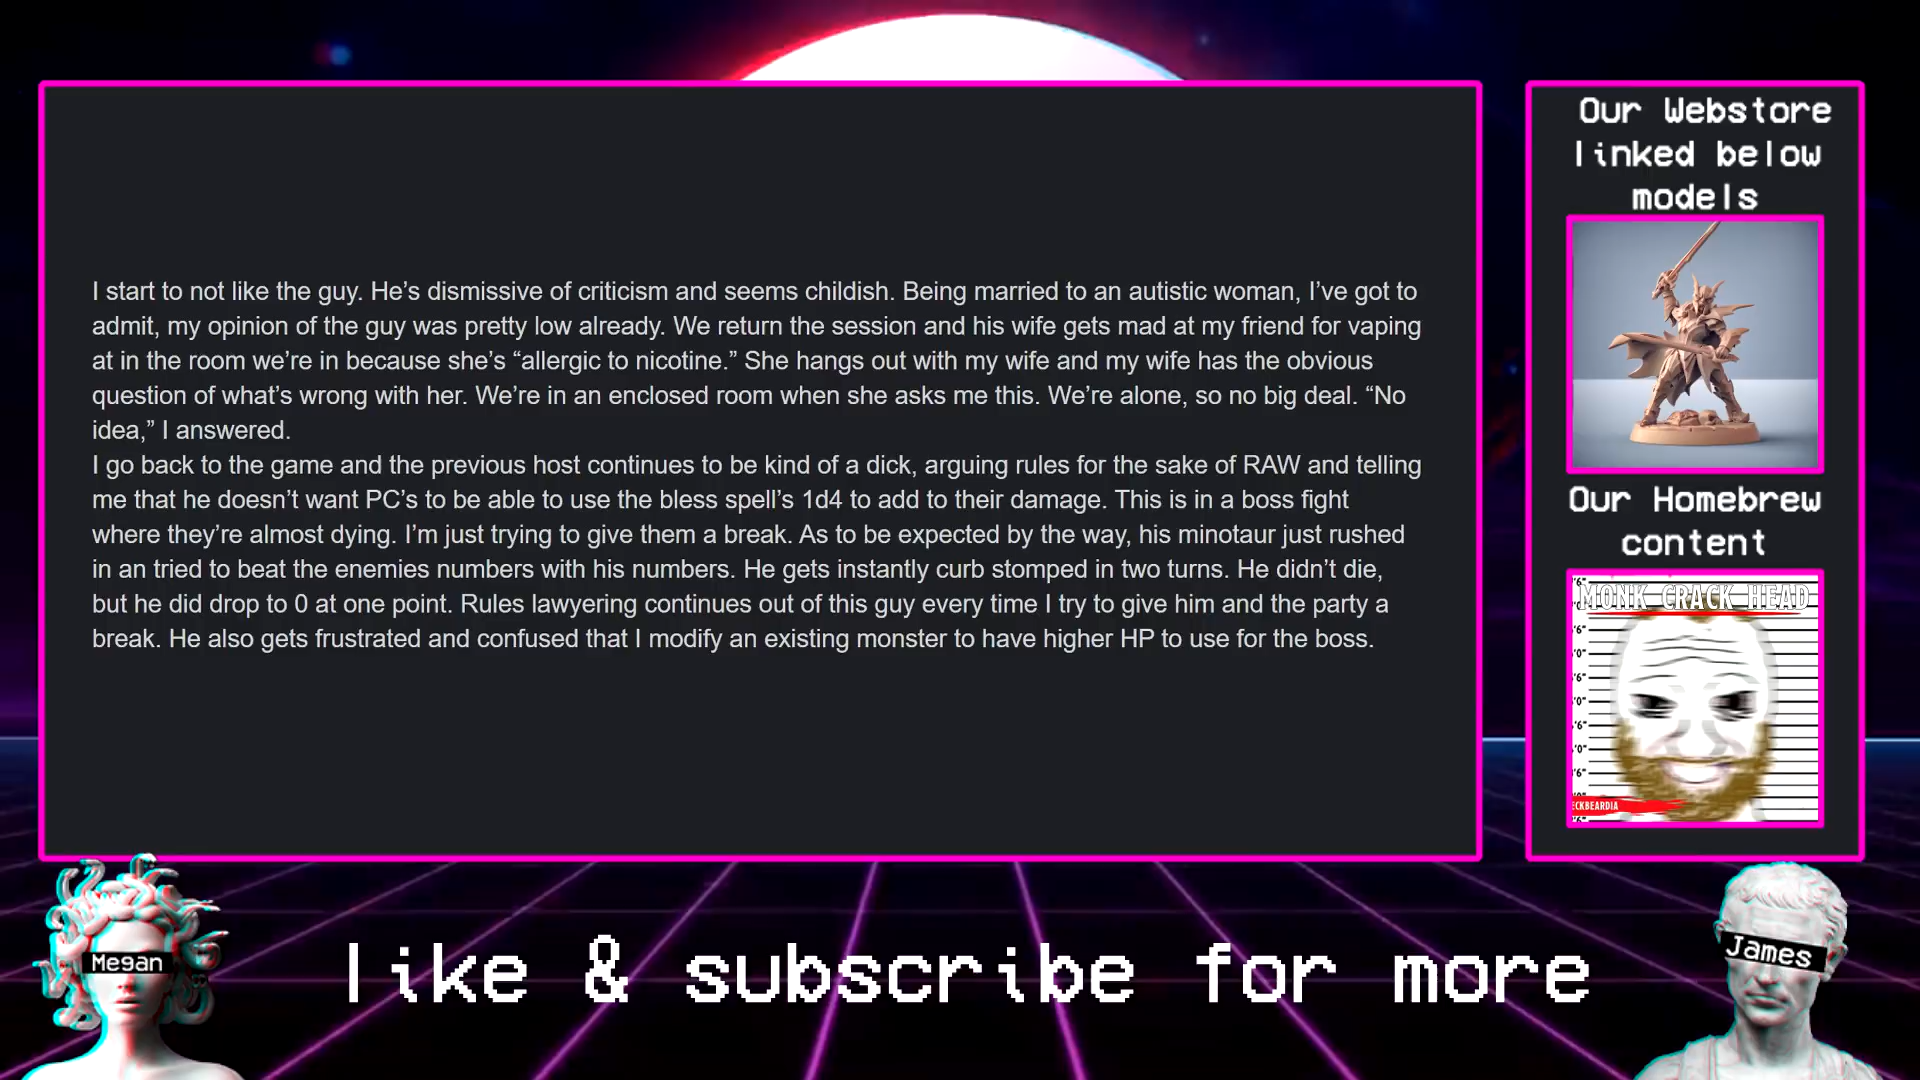 I start to not like the guy. He’s dismissive of criticism and seems childish. Being married to an autistic woman, I’ve got to
admit, my opinion of the guy was pretty low already. We return the session and his wife gets mad at my friend for vaping
at in the room we’re in because she’s “allergic to nicotine.” She hangs out with my wife and my wife has the obvious
question of what’s wrong with her. We’re in an enclosed room when she asks me this. We’re alone, so no big deal. “No
idea,” I answered.
I go back to the game and the previous host continues to be kind of a dick, arguing rules for the sake of RAW and telling
me that he doesn’t want PC’s to be able to use the bless spell’s 1d4 to add to their damage. This is in a boss fight
where they’re almost dying. I’m just trying to give them a break. As to be expected by the way, his minotaur just rushed
in an tried to beat the enemies numbers with his numbers. He gets instantly curb stomped in two turns. He didn’t die,
but he did drop to 0 at one point. Rules lawyering continues out of this guy every time I try to give him and the party a
break. He also gets frustrated and confused that I modify an existing monster to have higher HP to use for the boss.
Our Webstore
linked below
models
Our Homebrew
content
MONK CRACK HEAD
ECKBEARDIA
Megan
like & subscribe for more
James